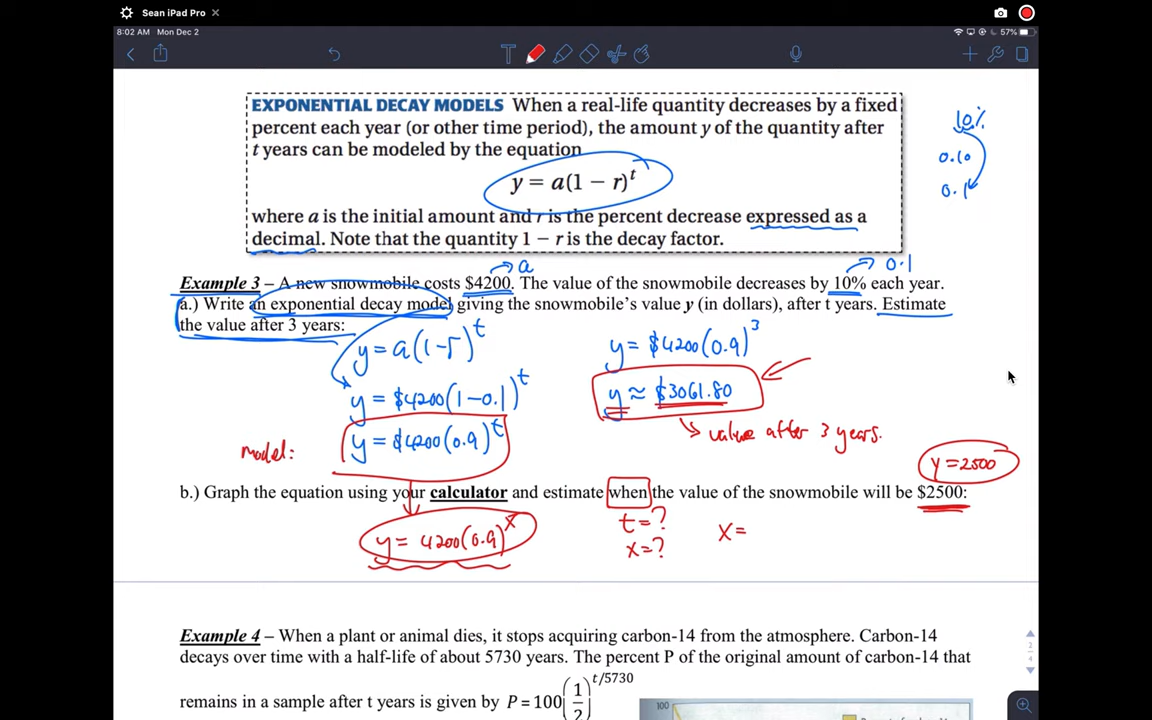 Sean iPad Pro ×
8:02 AM Mon Dec 2
57%
EXPONENTIAL DECAY MODELS When a real-life quantity decreases by a fixed
percent each year (or other time period), the amount y of the quantity after
t years can be modeled by the equation
y = a(1 − r)^t
where a is the initial amount and r is the percent decrease expressed as a
decimal. Note that the quantity 1 − r is the decay factor.
10%
0.10
0.1
a
0.1
Example 3 – A new snowmobile costs $4200. The value of the snowmobile decreases by 10% each year.
a.) Write an exponential decay model giving the snowmobile's value y (in dollars), after t years. Estimate
the value after 3 years:
y = a(1-r)^t
y = $4200(1-0.1)^t
model: y = $4200(0.9)^t
y = $4200(0.9)^3
y ≈ $3061.80
value after 3 years.
y=2500
b.) Graph the equation using your calculator and estimate when the value of the snowmobile will be $2500:
y = 4200(0.9)^x
t=?
x=?
x=
Example 4 – When a plant or animal dies, it stops acquiring carbon-14 from the atmosphere. Carbon-14
decays over time with a half-life of about 5730 years. The percent P of the original amount of carbon-14 that
remains in a sample after t years is given by P = 100(1/2)^t/5730
100